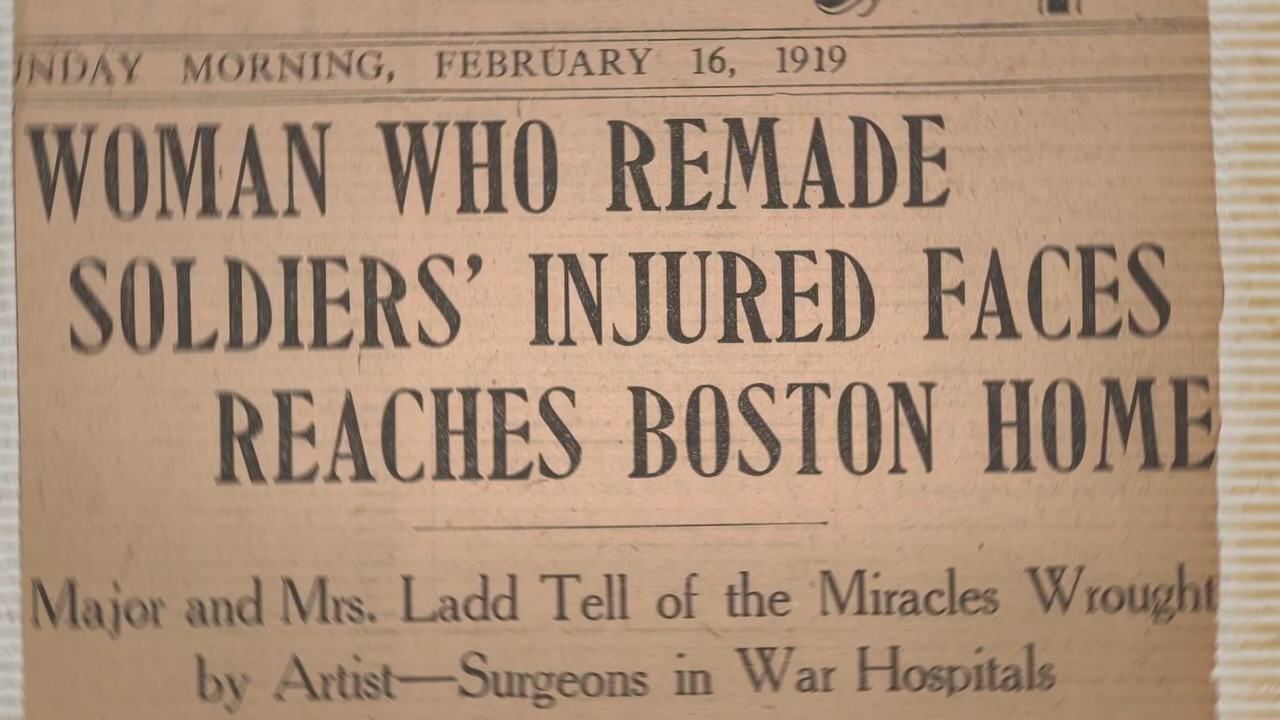 UNDAY MORNING, FEBRUARY 16, 1919
WOMAN WHO REMADE
SOLDIERS’ INJURED FACES
REACHES BOSTON HOME
Major and Mrs. Ladd Tell of the Miracles Wrought
by Artist—Surgeons in War Hospitals